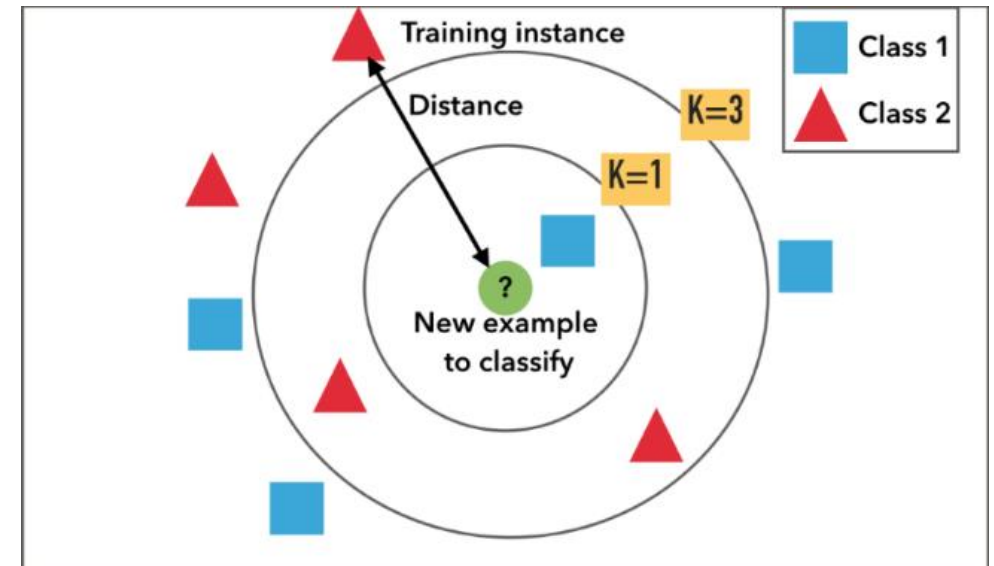 Training instance
Class 1
Distance
K=3
Class 2
K=1
?
New example
to classify